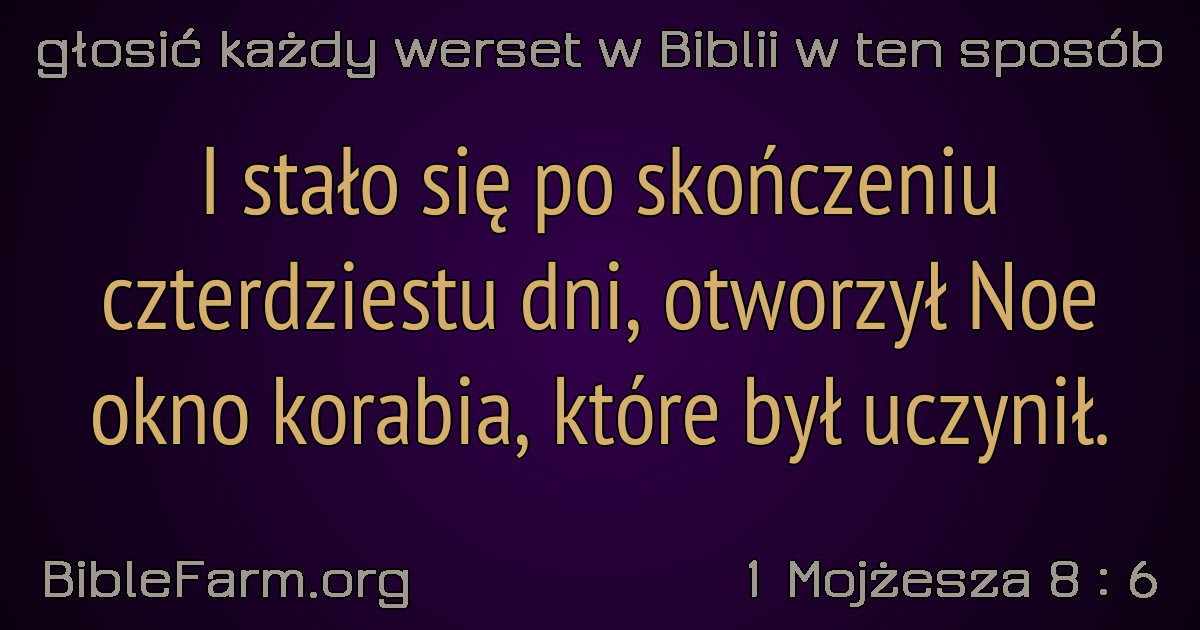 głosić każdy werset w Biblii w ten sposób
I stało się po skończeniu
czterdziestu dni, otworzył Noe
okno korabia, które był uczynił.
BibleFarm.org
1 Mojżesza 8 : 6